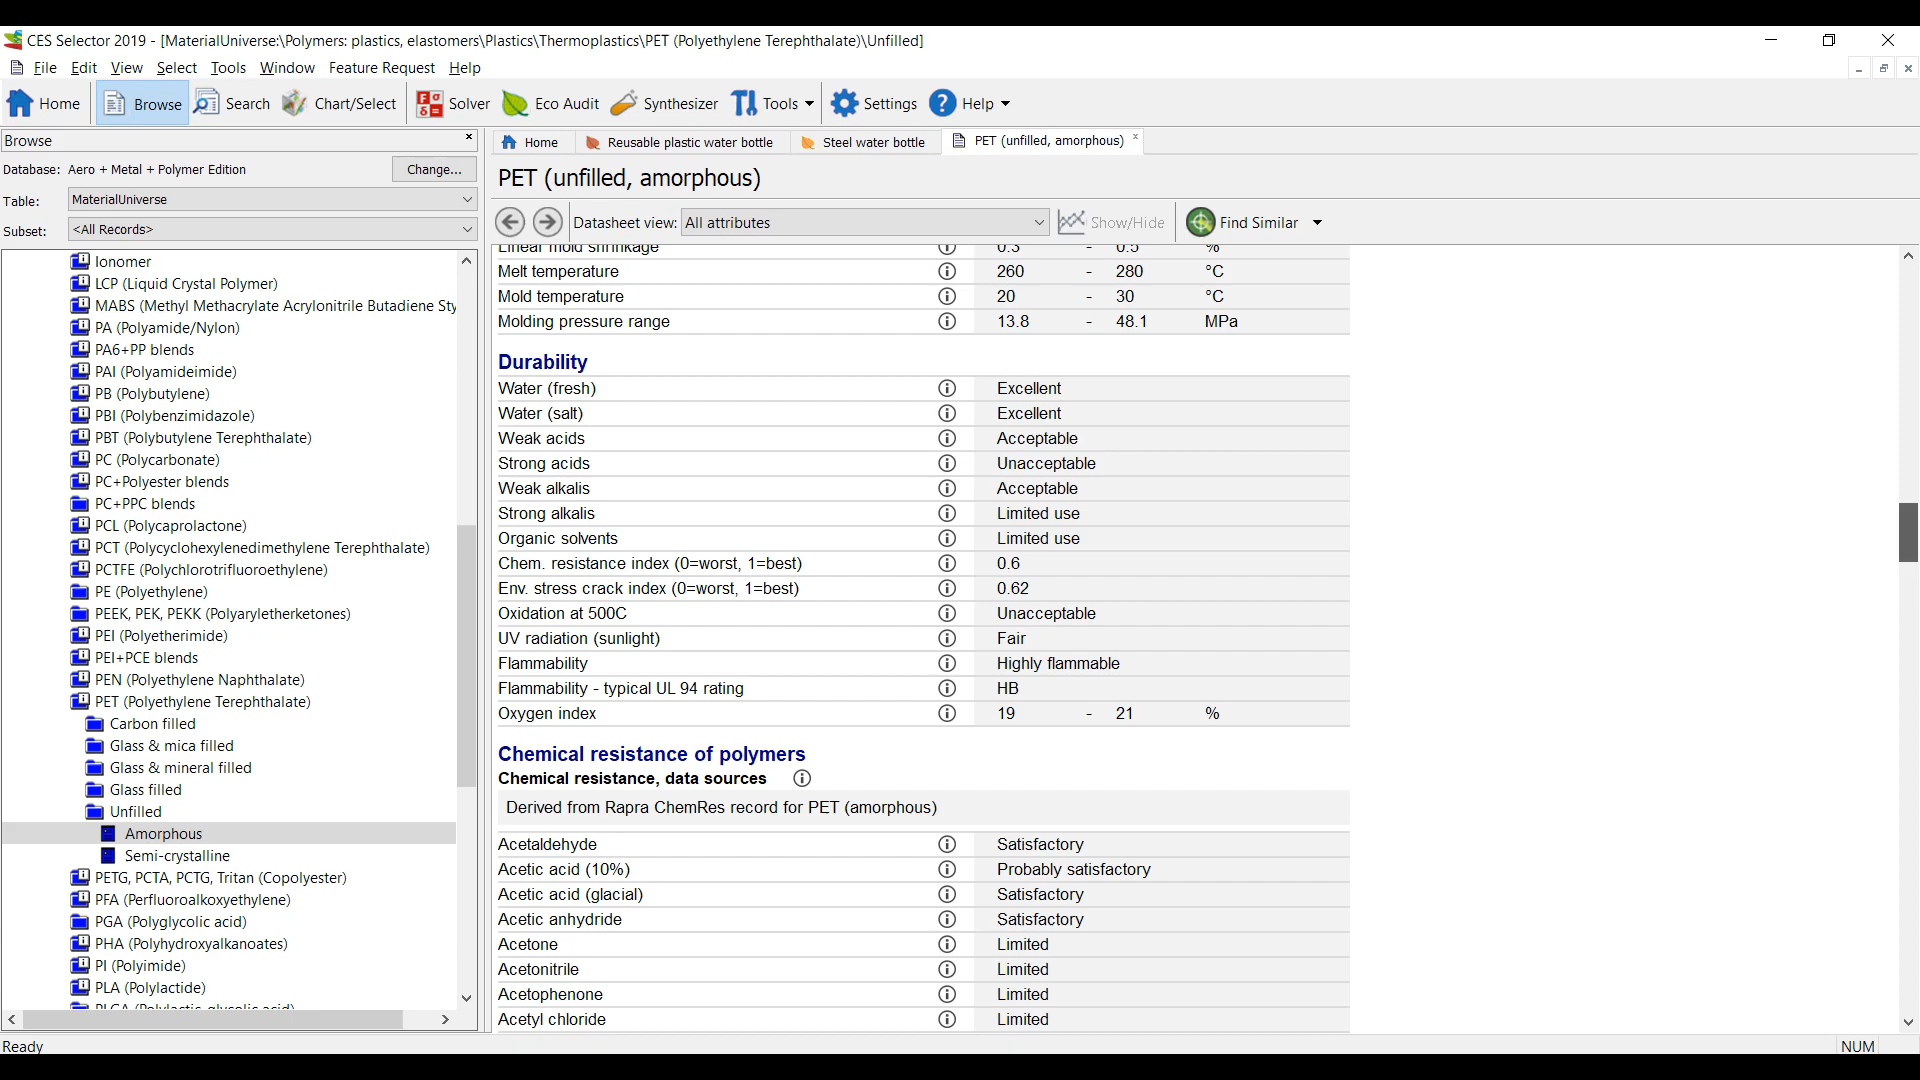 CES Selector 2019 - [MaterialUniverse:\Polymers: plastics, elastomers\Plastics\Thermoplastics\PET (Polyethylene Terephthalate)\Unfilled]
File Edit View Select Tools Window Feature Request Help
Home Browse Search Chart/Select Solver Eco Audit Synthesizer Tools Settings Help
Browse
Database: Aero + Metal + Polymer Edition Change...
Table: MaterialUniverse
Subset: <All Records>
Ionomer
LCP (Liquid Crystal Polymer)
MABS (Methyl Methacrylate Acrylonitrile Butadiene Sty
PA (Polyamide/Nylon)
PA6+PP blends
PAI (Polyamideimide)
PB (Polybutylene)
PBI (Polybenzimidazole)
PBT (Polybutylene Terephthalate)
PC (Polycarbonate)
PC+Polyester blends
PC+PPC blends
PCL (Polycaprolactone)
PCT (Polycyclohexylenedimethylene Terephthalate)
PCTFE (Polychlorotrifluoroethylene)
PE (Polyethylene)
PEEK, PEK, PEKK (Polyaryletherketones)
PEI (Polyetherimide)
PEI+PCE blends
PEN (Polyethylene Naphthalate)
PET (Polyethylene Terephthalate)
Carbon filled
Glass & mica filled
Glass & mineral filled
Glass filled
Unfilled
Amorphous
Semi-crystalline
PETG, PCTA, PCTG, Tritan (Copolyester)
PFA (Perfluoroalkoxyethylene)
PGA (Polyglycolic acid)
PHA (Polyhydroxyalkanoates)
PI (Polyimide)
PLA (Polylactide)
PLGA (Polylactic-glycolic acid)
Home Reusable plastic water bottle Steel water bottle PET (unfilled, amorphous)
PET (unfilled, amorphous)
Datasheet view: All attributes Show/Hide Find Similar
Linear mold shrinkage 0.3 - 0.5 %
Melt temperature 260 - 280 °C
Mold temperature 20 - 30 °C
Molding pressure range 13.8 - 48.1 MPa
Durability
Water (fresh) Excellent
Water (salt) Excellent
Weak acids Acceptable
Strong acids Unacceptable
Weak alkalis Acceptable
Strong alkalis Limited use
Organic solvents Limited use
Chem. resistance index (0=worst, 1=best) 0.6
Env. stress crack index (0=worst, 1=best) 0.62
Oxidation at 500C Unacceptable
UV radiation (sunlight) Fair
Flammability Highly flammable
Flammability - typical UL 94 rating HB
Oxygen index 19 - 21 %
Chemical resistance of polymers
Chemical resistance, data sources
Derived from Rapra ChemRes record for PET (amorphous)
Acetaldehyde Satisfactory
Acetic acid (10%) Probably satisfactory
Acetic acid (glacial) Satisfactory
Acetic anhydride Satisfactory
Acetone Limited
Acetonitrile Limited
Acetophenone Limited
Acetyl chloride Limited
Ready NUM